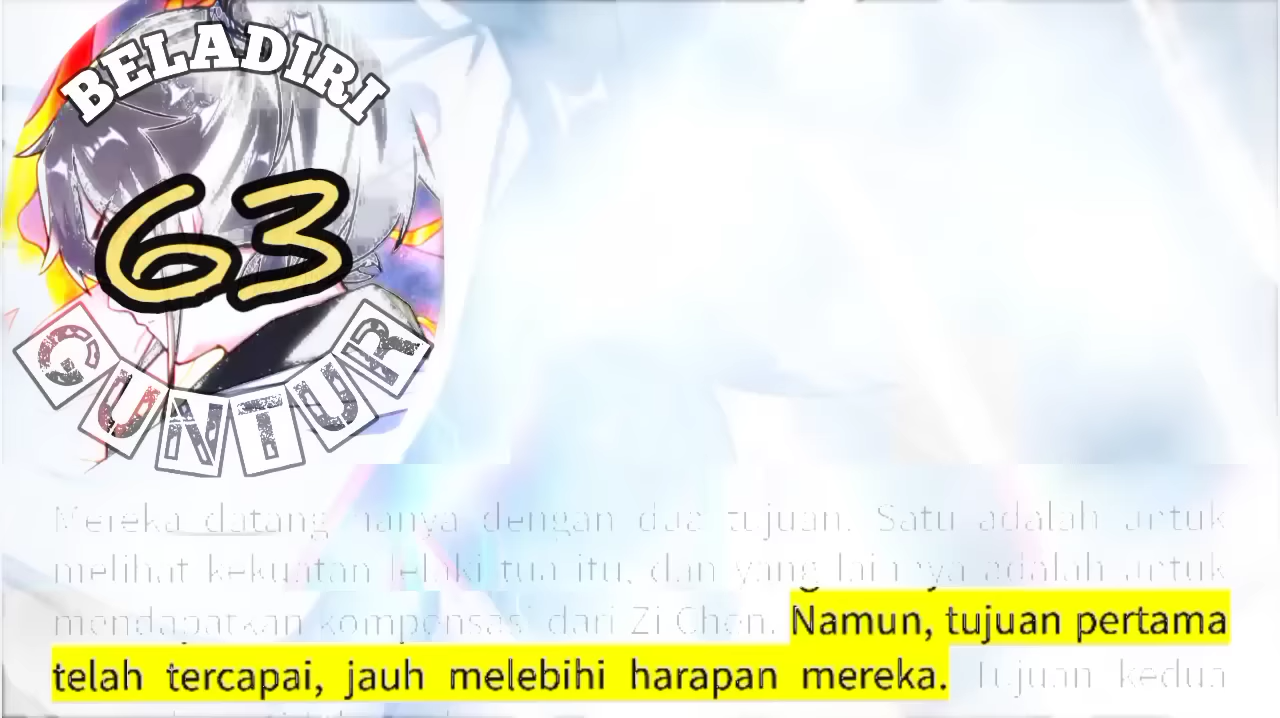 BELADIRI
63
GUNTUR
Mereka datang hanya dengan dua tujuan. Satu adalah untuk
melihat kekuatan lelaki tua itu, dan yang lainnya adalah untuk
mendapatkan kompensasi dari Zi Chen. Namun, tujuan pertama
telah tercapai, jauh melebihi harapan mereka. Tujuan kedua